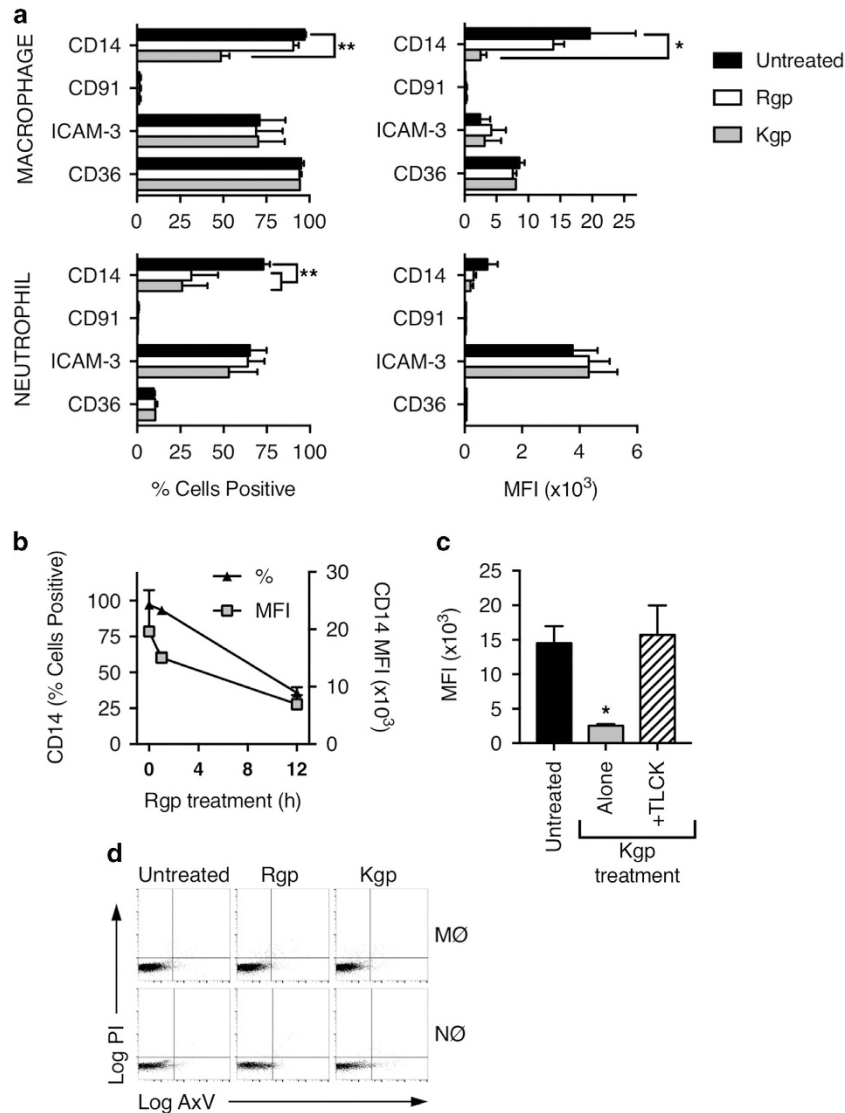 a
MACROPHAGE
CD14
CD91
ICAM-3
CD36
**
0 25 50 75 100
CD14
CD91
ICAM-3
CD36
*
0 5 10 15 20 25
Untreated
Rgp
Kgp
NEUTROPHIL
CD14
CD91
ICAM-3
CD36
**
0 25 50 75 100
% Cells Positive
CD14
CD91
ICAM-3
CD36
0 2 4 6
MFI (x10³)
b
CD14 (% Cells Positive)
100
75
50
25
0
%
MFI
30
20
10
0
CD14 MFI (x10³)
0 4 8 12
Rgp treatment (h)
c
MFI (x10³)
25
20
15
10
5
0
*
Untreated
Alone
+TLCK
Kgp
treatment
d
Untreated Rgp Kgp
MØ
NØ
Log PI
Log AxV